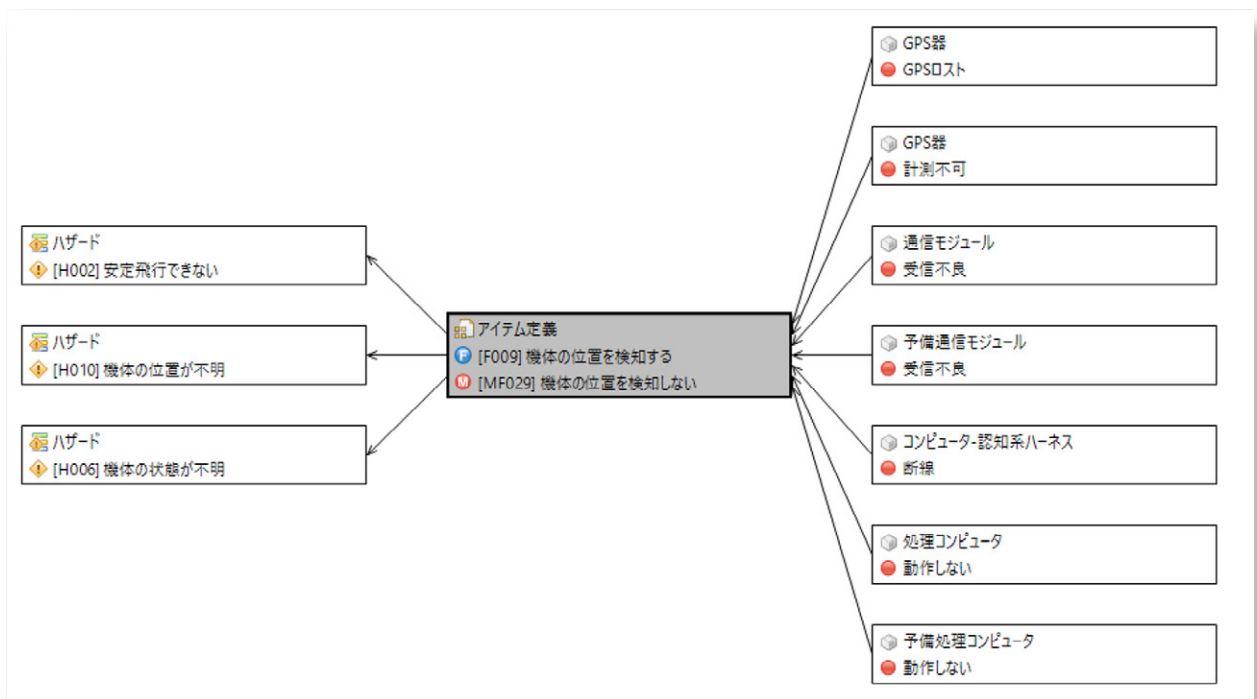 ハザード
[H002] 安定飛行できない
ハザード
[H010] 機体の位置が不明
ハザード
[H006] 機体の状態が不明
アイテム定義
F [F009] 機体の位置を検知する
M [MF029] 機体の位置を検知しない
GPS器
GPSロスト
GPS器
計測不可
通信モジュール
受信不良
予備通信モジュール
受信不良
コンピュータ-認知系ハーネス
断線
処理コンピュータ
動作しない
予備処理コンピュータ
動作しない